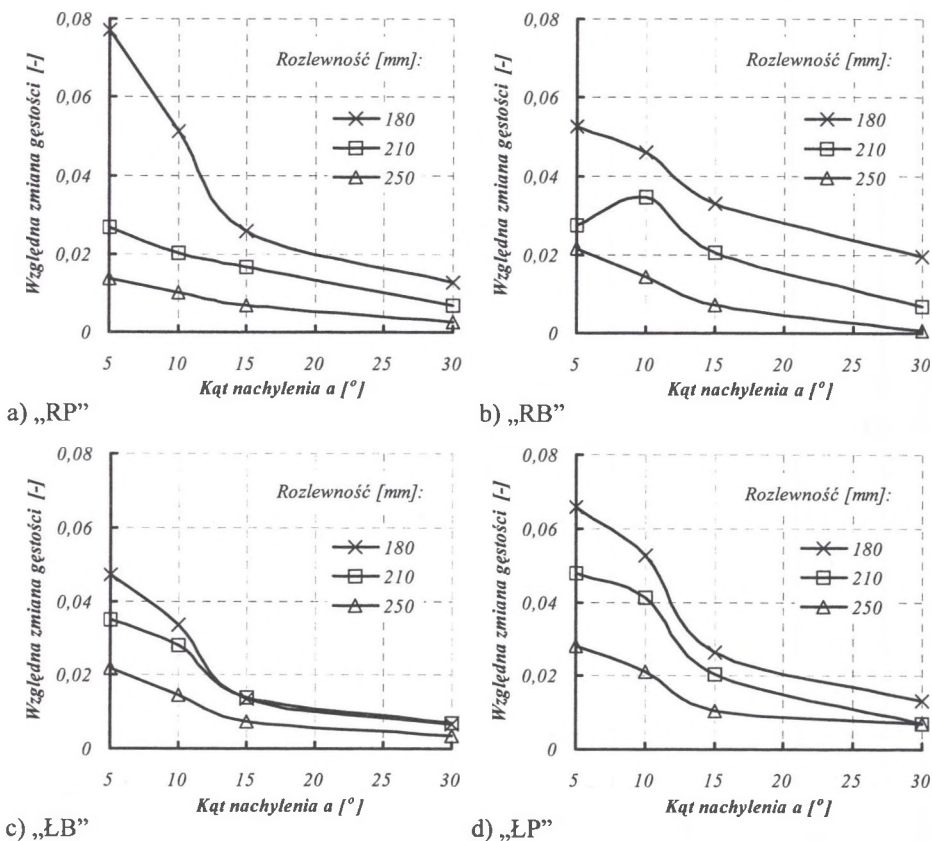 Względna zmiana gęstości [-]
0,08
0,06
0,04
0,02
0
Rozlewność [mm]:
180
210
250
5 10 15 20 25 30
Kąt nachylenia a [°]
a) „RP”
Względna zmiana gęstości [-]
0,08
0,06
0,04
0,02
0
Rozlewność [mm]:
180
210
250
5 10 15 20 25 30
Kąt nachylenia a [°]
b) „RB”
Względna zmiana gęstości [-]
0,08
0,06
0,04
0,02
0
Rozlewność [mm]:
180
210
250
5 10 15 20 25 30
Kąt nachylenia a [°]
c) „ŁB”
Względna zmiana gęstości [-]
0,08
0,06
0,04
0,02
0
Rozlewność [mm]:
180
210
250
5 10 15 20 25 30
Kąt nachylenia a [°]
d) „ŁP”